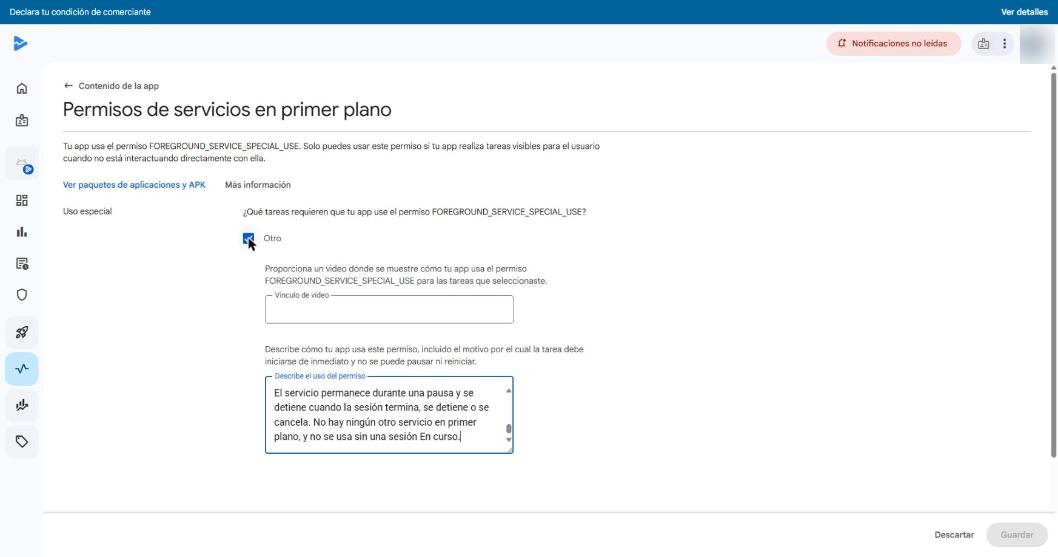 Declara tu condición de comerciante
Ver detalles
Notificaciones no leídas
← Contenido de la app
Permisos de servicios en primer plano
Tu app usa el permiso FOREGROUND_SERVICE_SPECIAL_USE. Solo puedes usar este permiso si tu app realiza tareas visibles para el usuario
cuando no está interactuando directamente con ella.
Ver paquetes de aplicaciones y APK
Más información
Uso especial
¿Qué tareas requieren que tu app use el permiso FOREGROUND_SERVICE_SPECIAL_USE?
Otro
Proporciona un video donde se muestre cómo tu app usa el permiso
FOREGROUND_SERVICE_SPECIAL_USE para las tareas que seleccionaste.
Vínculo de video
Describe cómo tu app usa este permiso, incluido el motivo por el cual la tarea debe
iniciarse de inmediato y no se puede pausar ni reiniciar.
Describe el uso del permiso
El servicio permanece durante una pausa y se
detiene cuando la sesión termina, se detiene o se
cancela. No hay ningún otro servicio en primer
plano, y no se usa sin una sesión En curso.
Descartar
Guardar